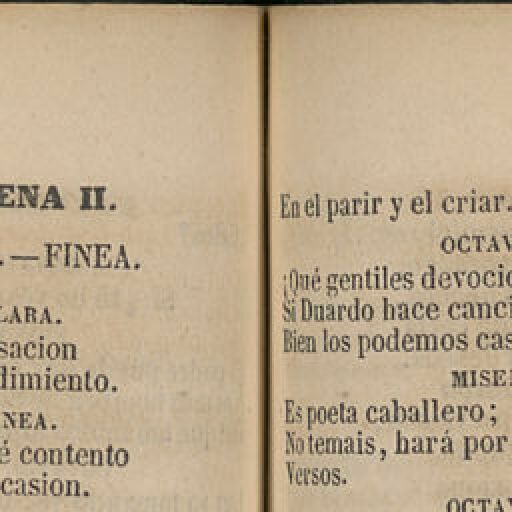 ENA II.
. — FINEA.
LARA.
sacion
dimiento.
NEA.
é contento
casion.
En el parir y el criar.
OCTAV
¡Qué gentiles devocio
Si Duardo hace canci
Bien los podemos cas
MISE
Es poeta caballero;
No temais, hará por
Versos.
OCTAV